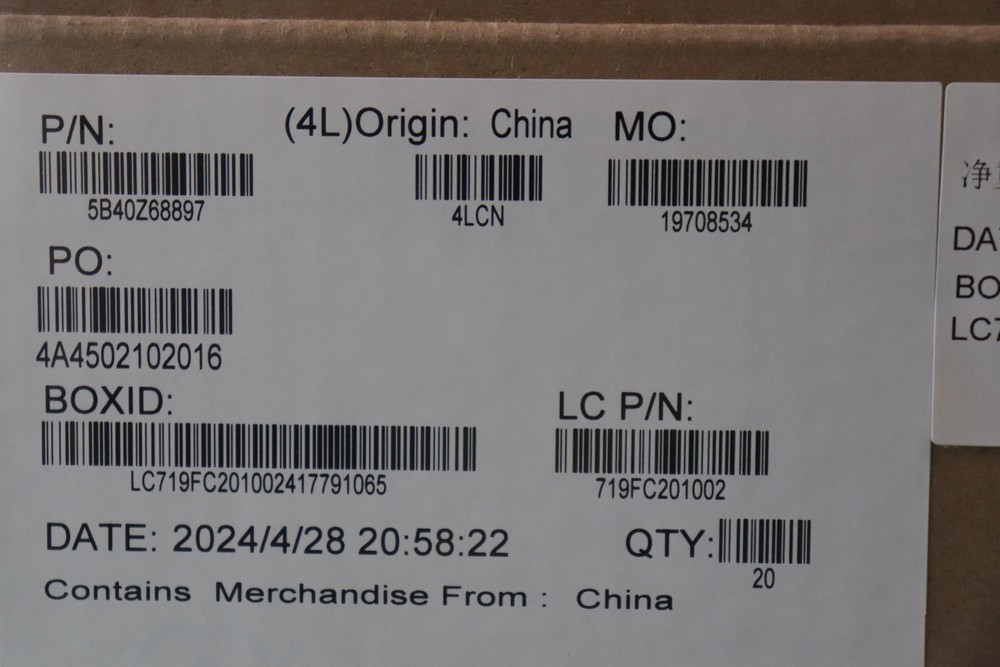 P/N: (4L)Origin: China MO:
5B40Z68897 4LCN 19708534
PO:
4A4502102016
BOXID: LC P/N:
LC719FC201002417791065 719FC201002
DATE: 2024/4/28 20:58:22 QTY:
20
Contains Merchandise From : China
净
DA
BO
LC7